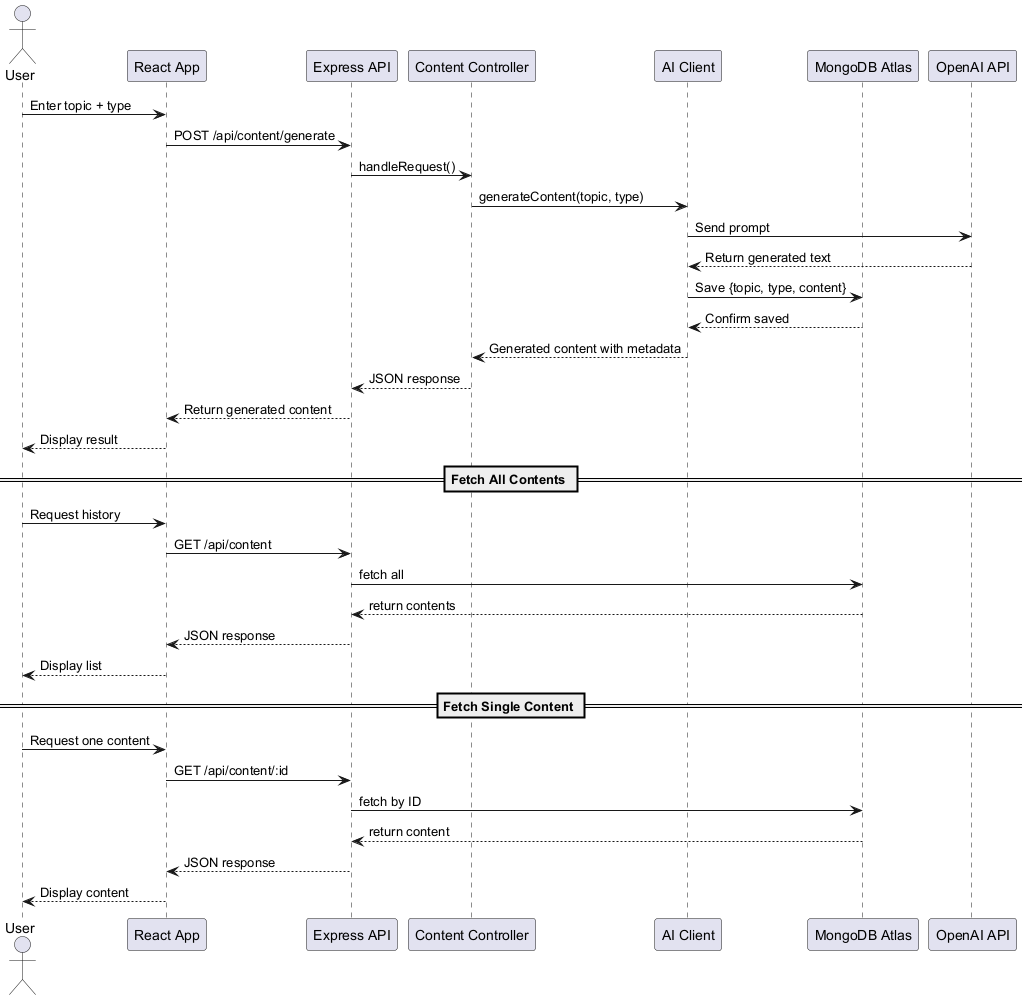 User
React App
Express API
Content Controller
AI Client
MongoDB Atlas
OpenAI API
Enter topic + type
POST /api/content/generate
handleRequest()
generateContent(topic, type)
Send prompt
Return generated text
Save {topic, type, content}
Confirm saved
Generated content with metadata
JSON response
Return generated content
Display result
Fetch All Contents
Request history
GET /api/content
fetch all
return contents
JSON response
Display list
Fetch Single Content
Request one content
GET /api/content/:id
fetch by ID
return content
JSON response
Display content
User
React App
Express API
Content Controller
AI Client
MongoDB Atlas
OpenAI API